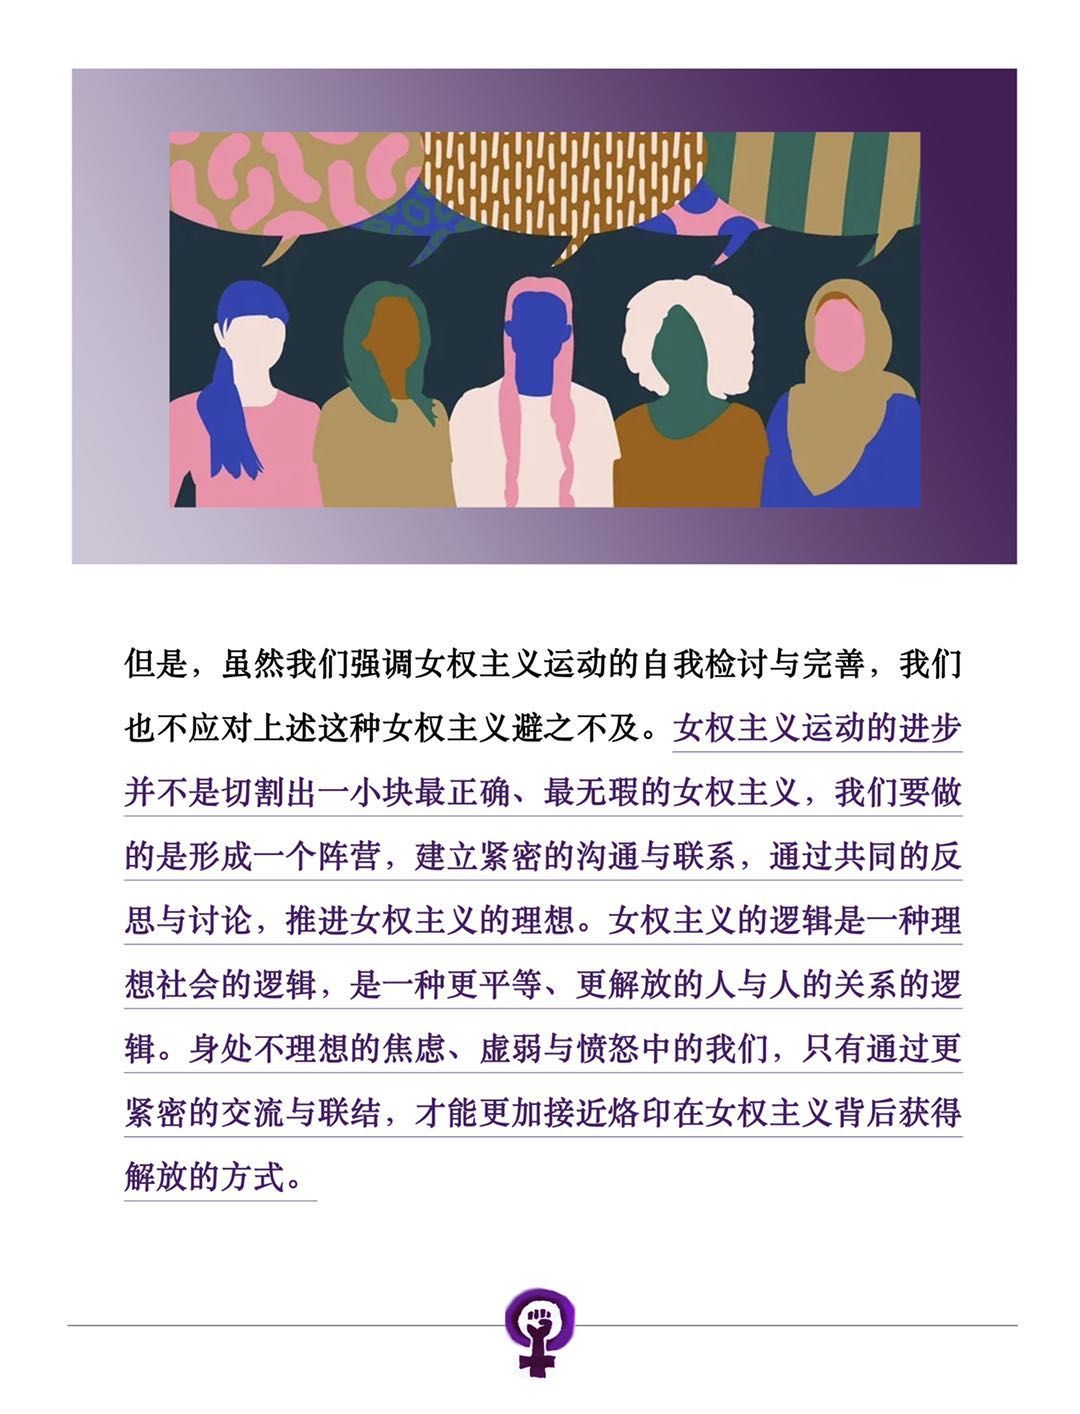 但是，虽然我们强调女权主义运动的自我检讨与完善，我们
也不应对上述这种女权主义避之不及。女权主义运动的进步
并不是切割出一小块最正确、最无瑕的女权主义，我们要做
的是形成一个阵营，建立紧密的沟通与联系，通过共同的反
思与讨论，推进女权主义的理想。女权主义的逻辑是一种理
想社会的逻辑，是一种更平等、更解放的人与人的关系的逻
辑。身处不理想的焦虑、虚弱与愤怒中的我们，只有通过更
紧密的交流与联结，才能更加接近烙印在女权主义背后获得
解放的方式。